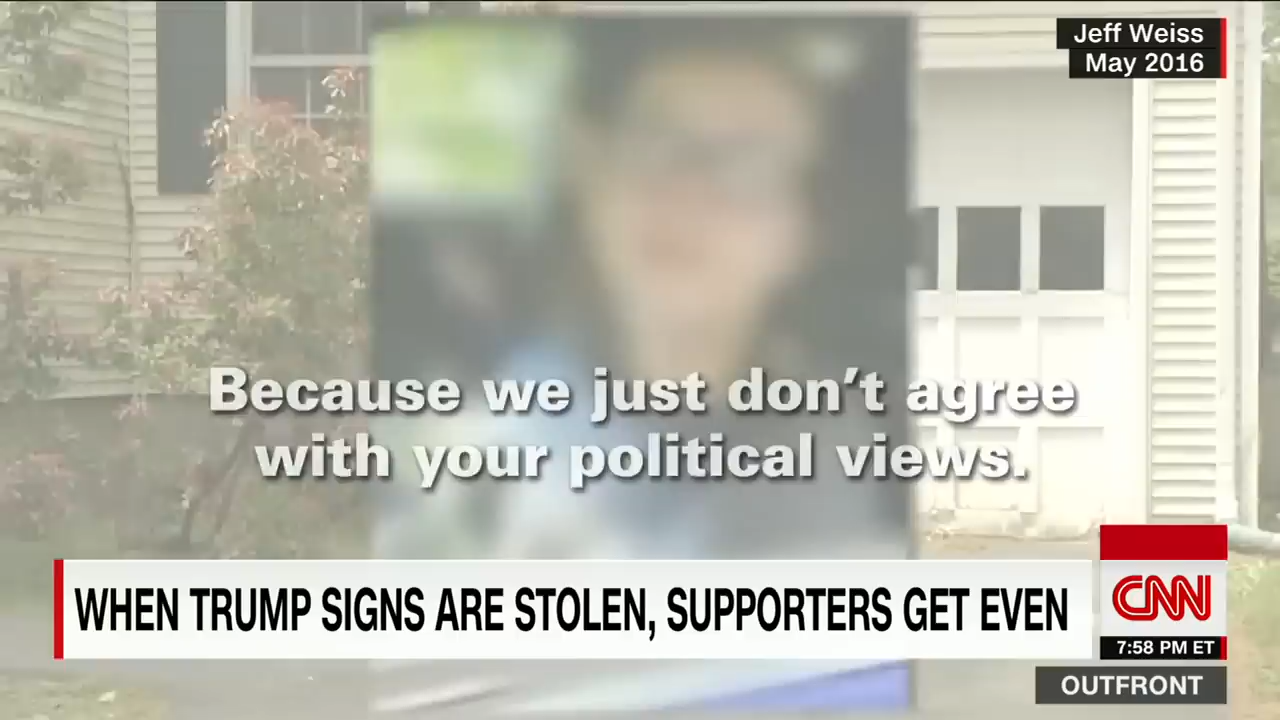 Jeff Weiss
May 2016
Because we just don't agree
with your political views.
WHEN TRUMP SIGNS ARE STOLEN, SUPPORTERS GET EVEN
CNN
7:58 PM ET
OUTFRONT